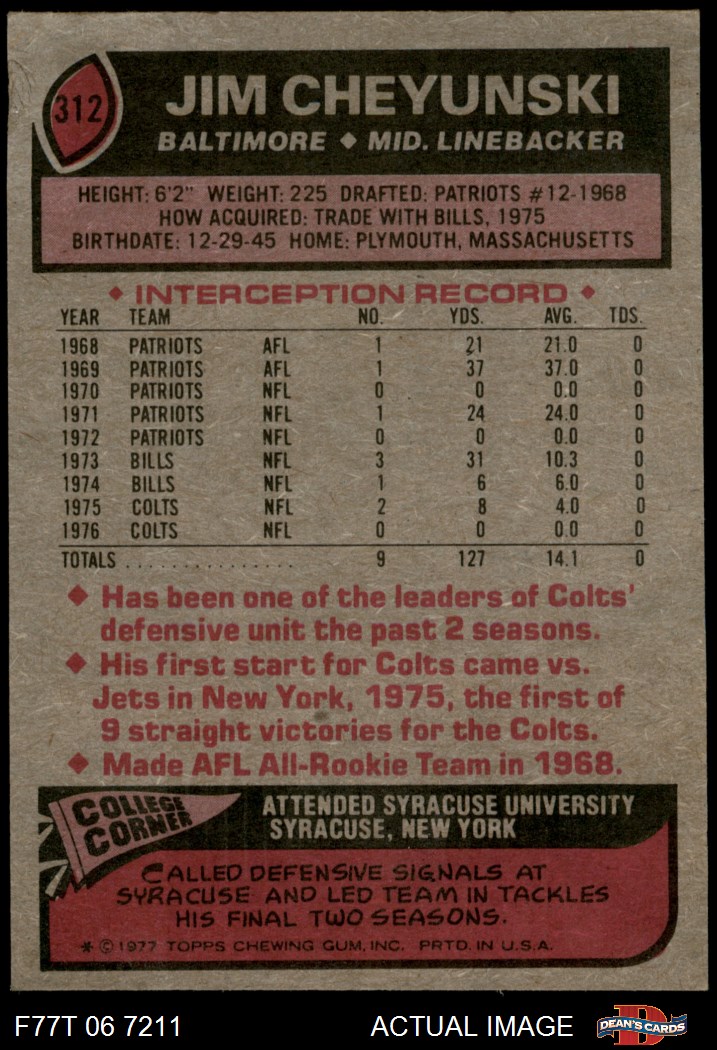 312
JIM CHEYUNSKI
BALTIMORE ♦ MID. LINEBACKER
HEIGHT: 6'2" WEIGHT: 225 DRAFTED: PATRIOTS #12-1968
HOW ACQUIRED: TRADE WITH BILLS, 1975
BIRTHDATE: 12-29-45 HOME: PLYMOUTH, MASSACHUSETTS
♦ INTERCEPTION RECORD ♦
YEAR TEAM NO. YDS. AVG. TDS.
1968 PATRIOTS AFL 1 21 21.0 0
1969 PATRIOTS AFL 1 37 37.0 0
1970 PATRIOTS NFL 0 0 0.0 0
1971 PATRIOTS NFL 1 24 24.0 0
1972 PATRIOTS NFL 0 0 0.0 0
1973 BILLS NFL 3 31 10.3 0
1974 BILLS NFL 1 6 6.0 0
1975 COLTS NFL 2 8 4.0 0
1976 COLTS NFL 0 0 0.0 0
TOTALS . . . . . . . . . . . . . . . 9 127 14.1 0
♦ Has been one of the leaders of Colts'
defensive unit the past 2 seasons.
♦ His first start for Colts came vs.
Jets in New York, 1975, the first of
9 straight victories for the Colts.
♦ Made AFL All-Rookie Team in 1968.
COLLEGE
CORNER
ATTENDED SYRACUSE UNIVERSITY
SYRACUSE, NEW YORK
CALLED DEFENSIVE SIGNALS AT
SYRACUSE AND LED TEAM IN TACKLES
HIS FINAL TWO SEASONS.
* © 1977 TOPPS CHEWING GUM, INC. PRTD. IN U.S.A.
F77T 06 7211 ACTUAL IMAGE
D
DEAN'S CARDS